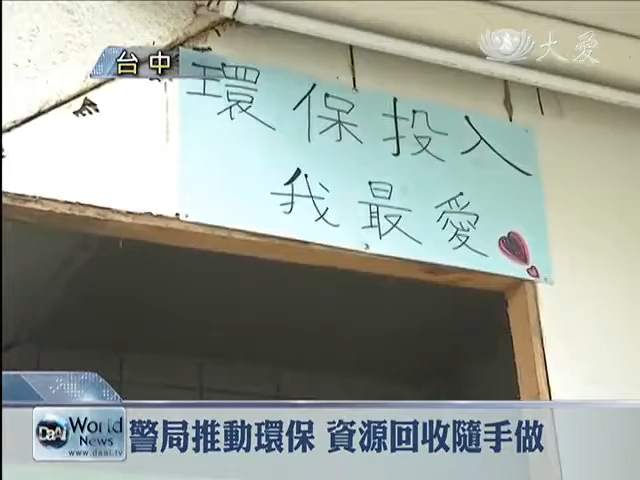 大愛
台中
環保投入
我最愛
DaAi World News
www.daai.tv
警局推動環保 資源回收隨手做